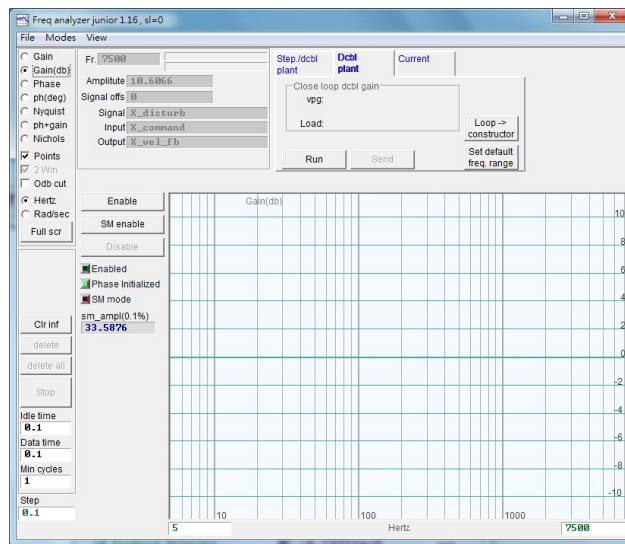 Freq analyzer junior 1.16 , sl=0
File Modes View
Gain
Gain(db)
Phase
ph(deg)
Nyquist
ph+gain
Nichols
Points
2 Win
Odb cut
Hertz
Rad/sec
Full scr
Fr. 7500
Amplitute 10.6066
Signal offs 0
Signal X_disturb
Input X_command
Output X_vel_fb
Step./dcbl plant
Dcbl plant
Current
Close loop dcbl gain
vpg:
Load:
Run
Send
Loop -> constructor
Set default freq. range
Enable
SM enable
Disable
Enabled
Phase Initialized
SM mode
sm_ampl(0.1%)
33.5876
Clr inf
delete
delete all
Stop
Idle time
0.1
Data time
0.1
Min cycles
1
Step
0.1
Gain(db)
10
8
6
4
2
0
-2
-4
-6
-8
-10
10 100 1000
5 Hertz 7500